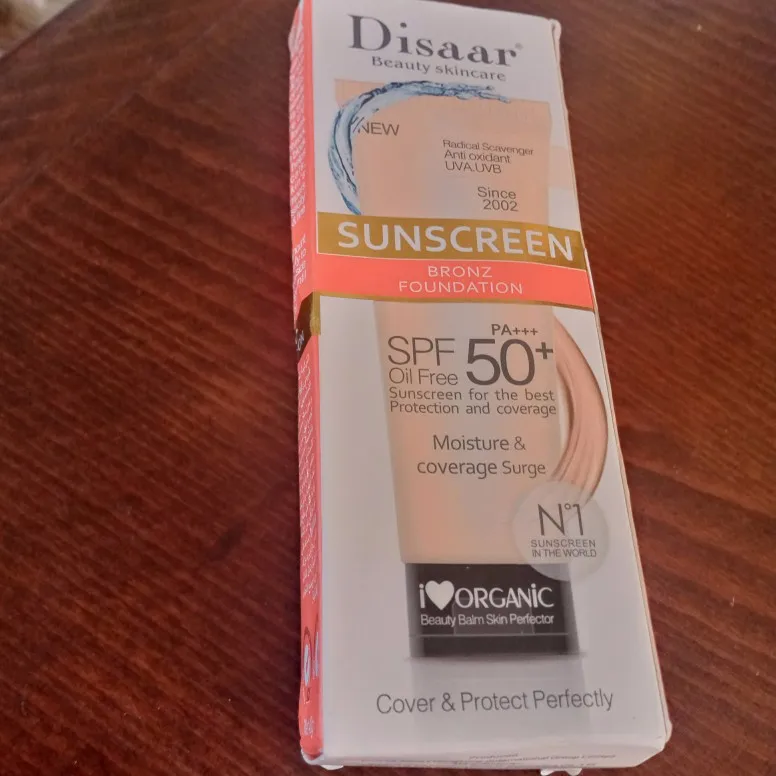 Disaar®
Beauty skincare
NEW
Radical Scavenger
Anti oxidant
UVA,UVB
Since
2002
SUNSCREEN
BRONZ
FOUNDATION
PA+++
SPF 50+
Oil Free
Sunscreen for the best
Protection and coverage
Moisture &
coverage Surge
N°1
SUNSCREEN
IN THE WORLD
i♥ORGANiC
Beauty Balm Skin Perfector
Cover & Protect Perfectly